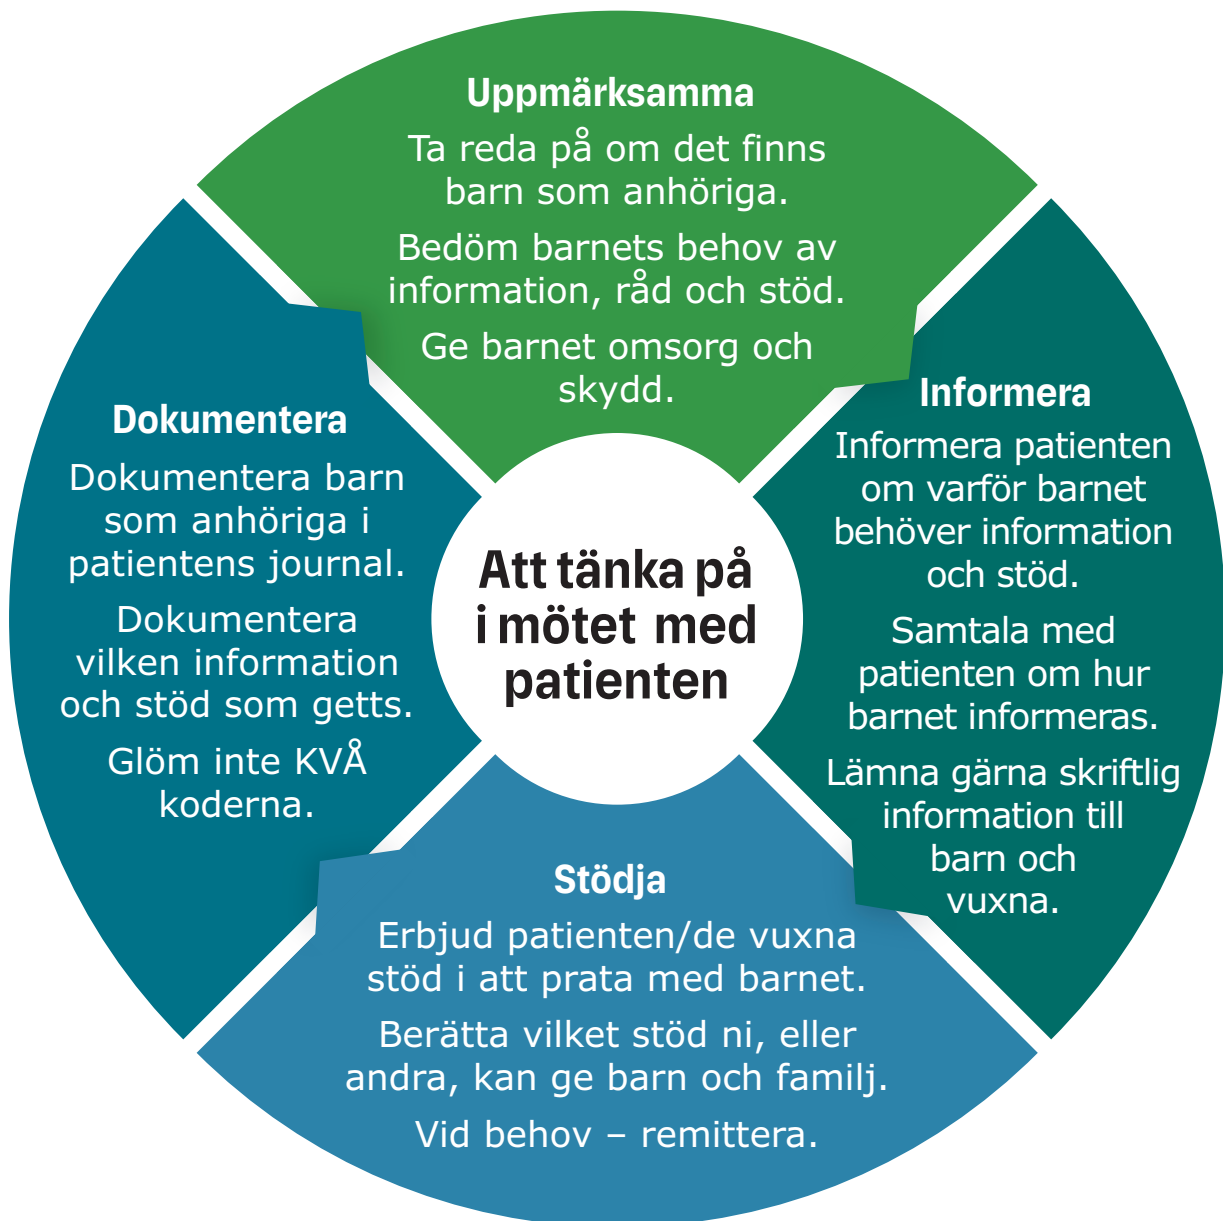 Uppmärksamma
Ta reda på om det finns
barn som anhöriga.
Bedöm barnets behov av
information, råd och stöd.
Ge barnet omsorg och
skydd.
Informera
Informera patienten
om varför barnet
behöver information
och stöd.
Samtala med
patienten om hur
barnet informeras.
Lämna gärna skriftlig
information till
barn och
vuxna.
Stödja
Erbjud patienten/de vuxna
stöd i att prata med barnet.
Berätta vilket stöd ni, eller
andra, kan ge barn och familj.
Vid behov – remittera.
Dokumentera
Dokumentera barn
som anhöriga i
patientens journal.
Dokumentera
vilken information
och stöd som getts.
Glöm inte KVÅ
koderna.
Att tänka på
i mötet med
patienten